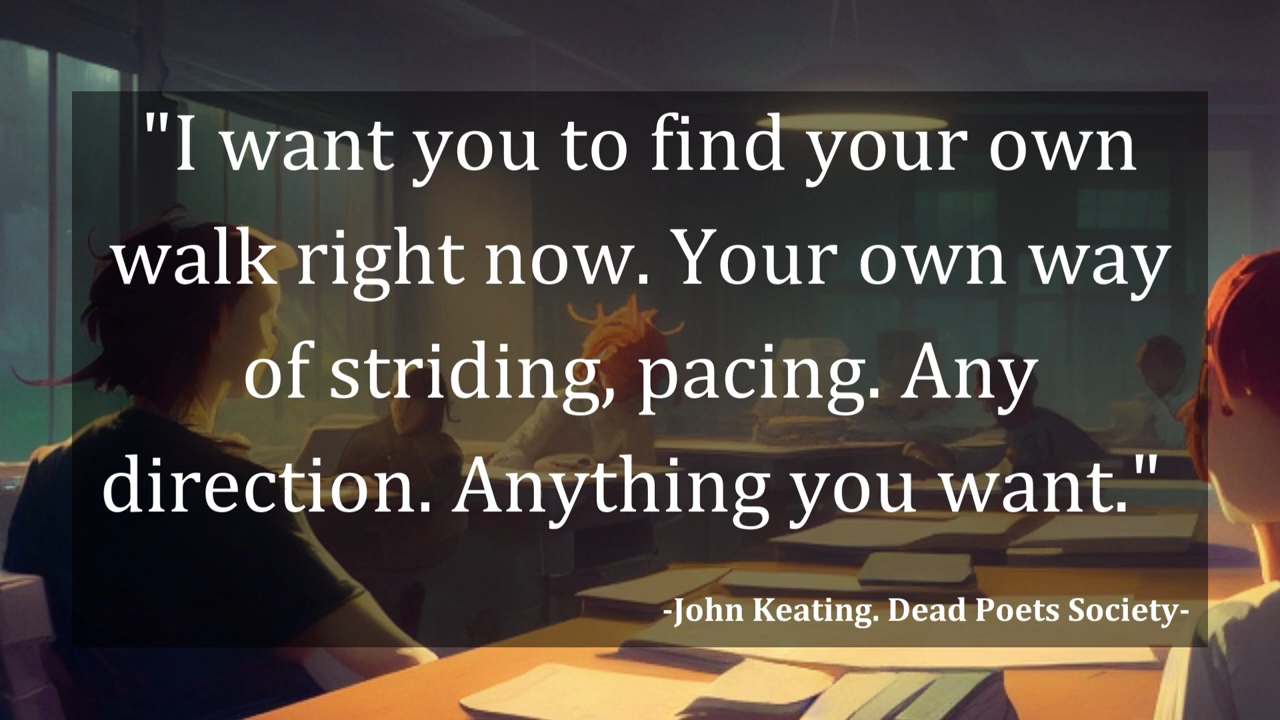 "I want you to find your own
walk right now. Your own way
of striding, pacing. Any
direction. Anything you want."
-John Keating. Dead Poets Society-